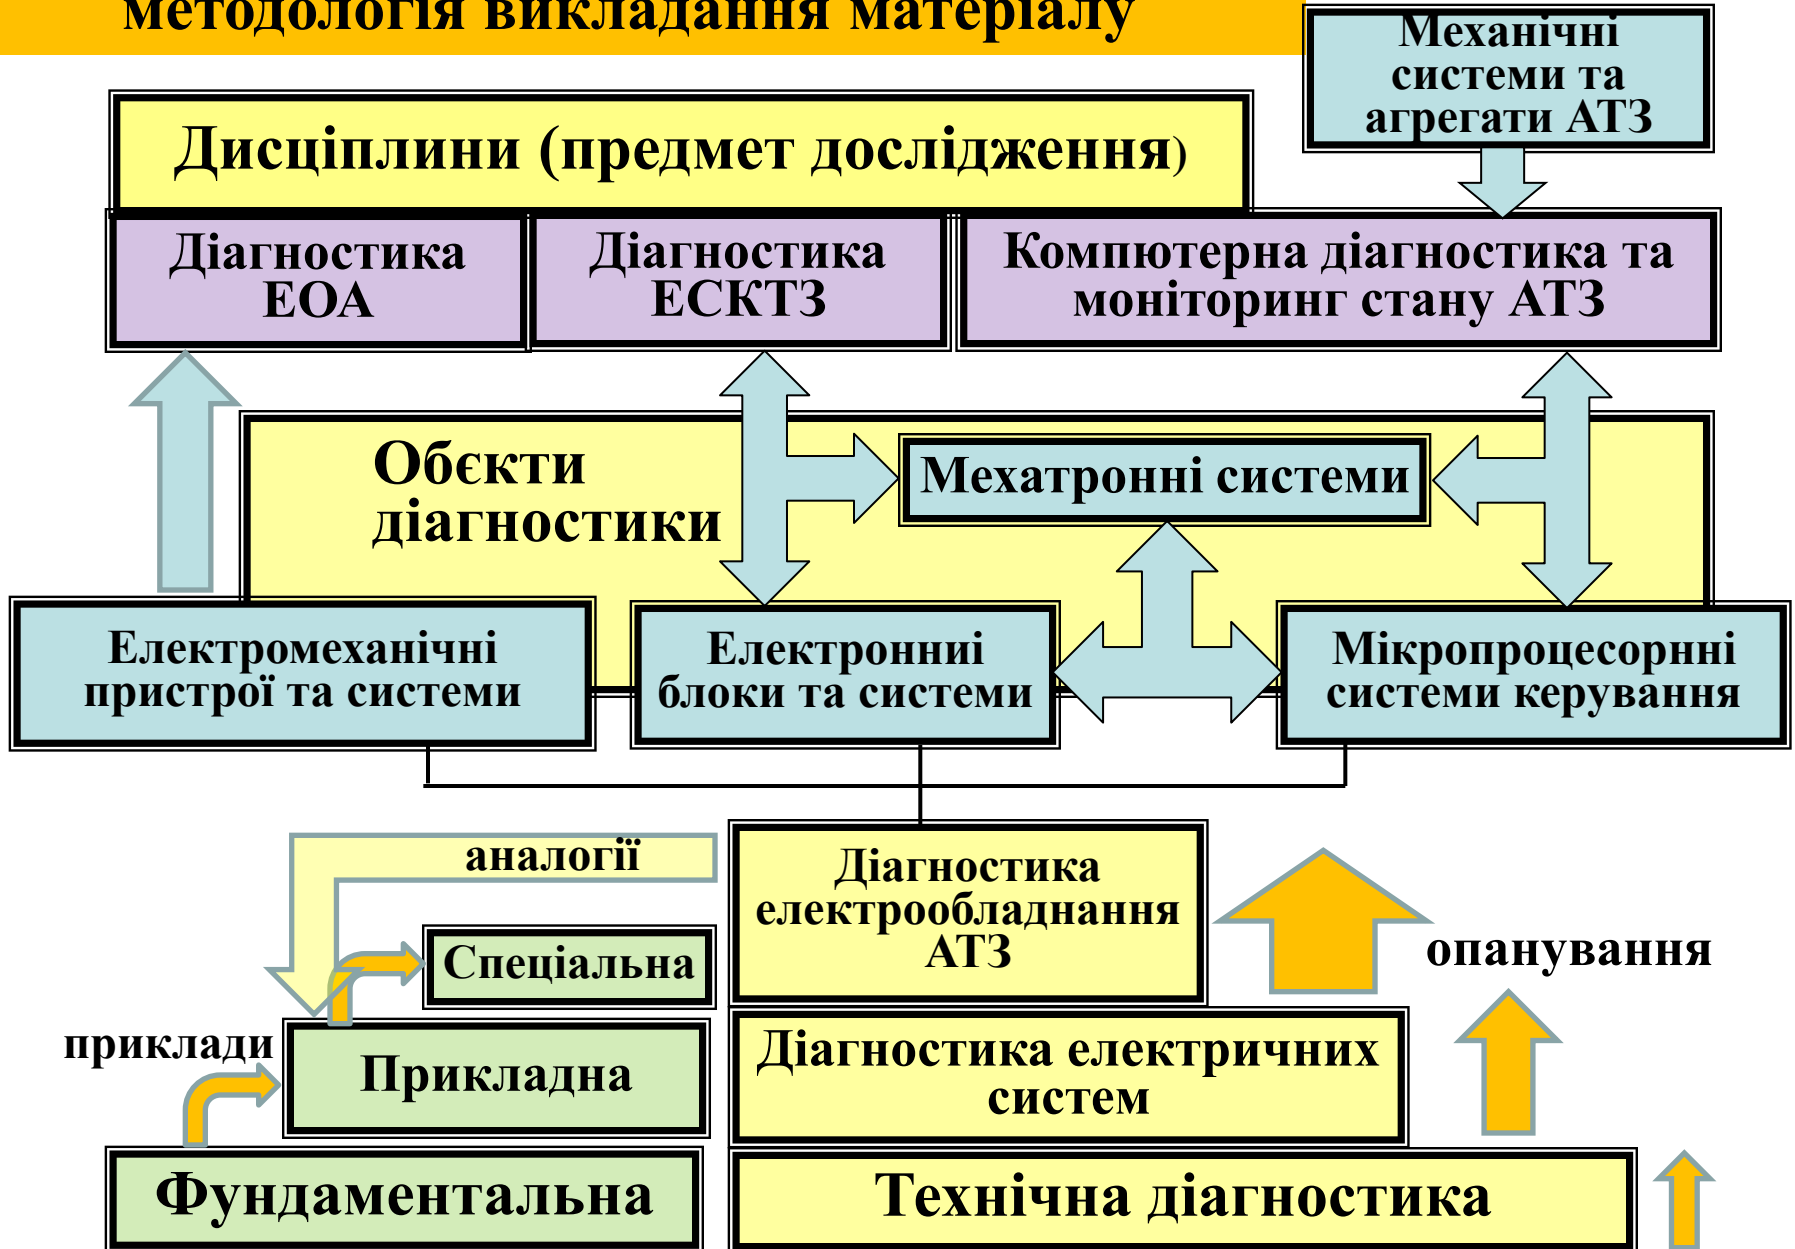 методологія викладання матеріалу
Механічні
системи та
агрегати АТЗ
Дисціплини (предмет дослідження)
Діагностика
ЕОА
Діагностика
ЕСКТЗ
Компютерна діагностика та
моніторинг стану АТЗ
Обєкти
діагностики
Мехатронні системи
Електромеханічні
пристрої та системи
Електронниі
блоки та системи
Мікропроцесорнні
системи керування
аналогії
Діагностика
електрообладнання
АТЗ
опанування
Спеціальна
приклади
Прикладна
Діагностика електричних
систем
Фундаментальна
Технічна діагностика